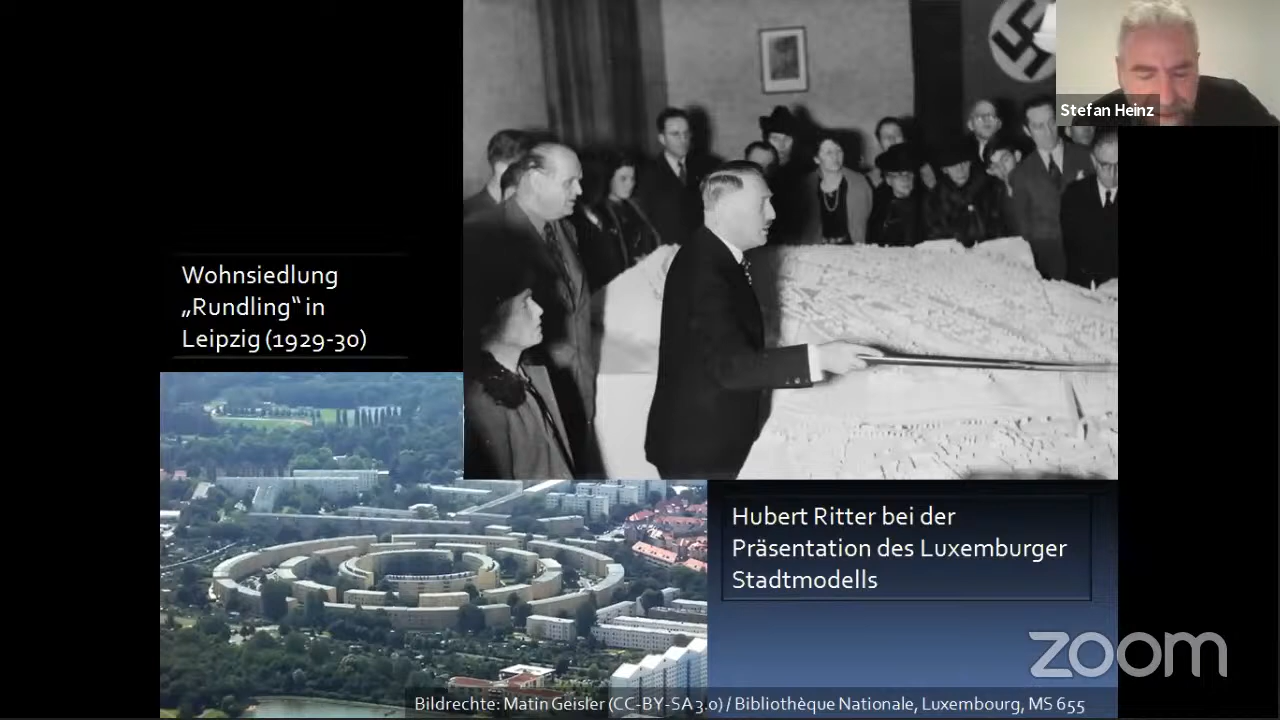 Stefan Heinz
Wohnsiedlung
„Rundling“ in
Leipzig (1929-30)
Hubert Ritter bei der
Präsentation des Luxemburger
Stadtmodells
zoom
Bildrechte: Matin Geisler (CC-BY-SA 3.0) / Bibliothèque Nationale, Luxembourg, MS 655